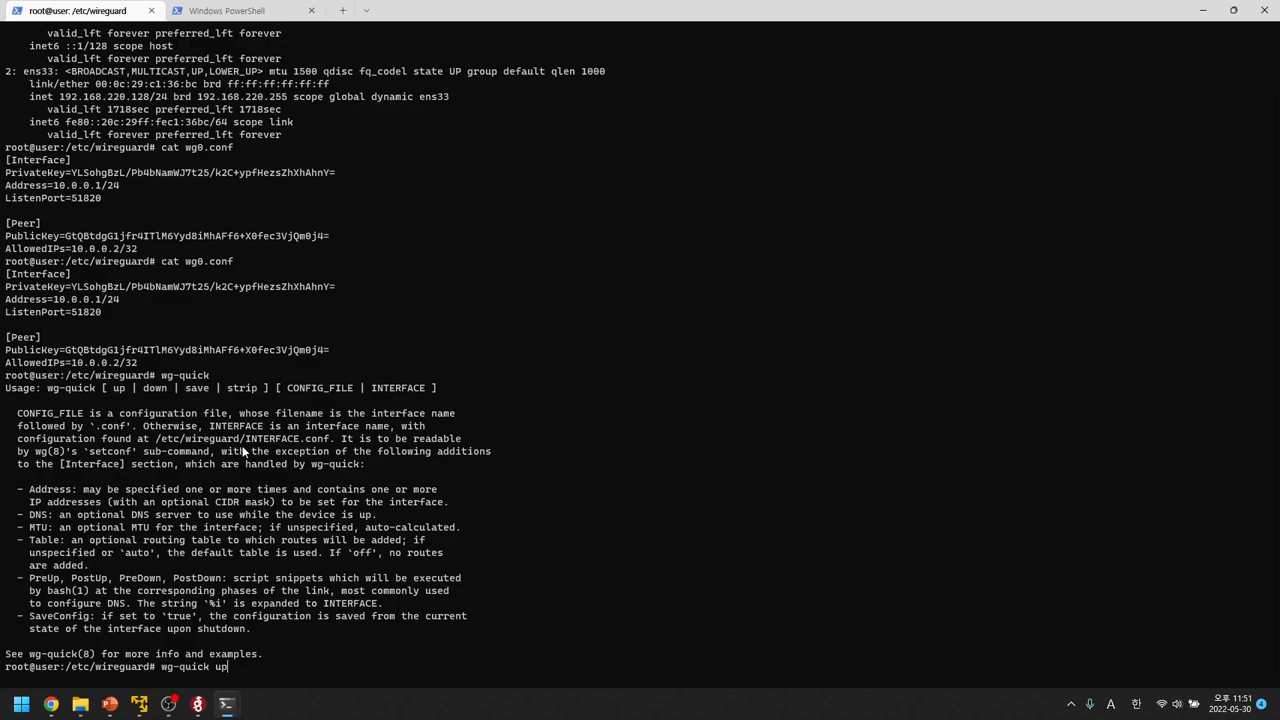 root@user: /etc/wireguard
Windows PowerShell
valid_lft forever preferred_lft forever
inet6 ::1/128 scope host
valid_lft forever preferred_lft forever
2: ens33: <BROADCAST,MULTICAST,UP,LOWER_UP> mtu 1500 qdisc fq_codel state UP group default qlen 1000
link/ether 00:0c:29:c1:36:bc brd ff:ff:ff:ff:ff:ff
inet 192.168.220.128/24 brd 192.168.220.255 scope global dynamic ens33
valid_lft 1718sec preferred_lft 1718sec
inet6 fe80::20c:29ff:fec1:36bc/64 scope link
valid_lft forever preferred_lft forever
root@user:/etc/wireguard# cat wg0.conf
[Interface]
PrivateKey=YLSohgBzL/Pb4bNamWJ7t25/k2C+ypfHezsZhXhAhnY=
Address=10.0.0.1/24
ListenPort=51820
[Peer]
PublicKey=GtQBtdgG1jfr4ITlM6Yyd8iMhAFf6+X0fec3VjQm0j4=
AllowedIPs=10.0.0.2/32
root@user:/etc/wireguard# cat wg0.conf
[Interface]
PrivateKey=YLSohgBzL/Pb4bNamWJ7t25/k2C+ypfHezsZhXhAhnY=
Address=10.0.0.1/24
ListenPort=51820
[Peer]
PublicKey=GtQBtdgG1jfr4ITlM6Yyd8iMhAFf6+X0fec3VjQm0j4=
AllowedIPs=10.0.0.2/32
root@user:/etc/wireguard# wg-quick
Usage: wg-quick [ up | down | save | strip ] [ CONFIG_FILE | INTERFACE ]
CONFIG_FILE is a configuration file, whose filename is the interface name
followed by `.conf'. Otherwise, INTERFACE is an interface name, with
configuration found at /etc/wireguard/INTERFACE.conf. It is to be readable
by wg(8)'s `setconf' sub-command, with the exception of the following additions
to the [Interface] section, which are handled by wg-quick:
- Address: may be specified one or more times and contains one or more
IP addresses (with an optional CIDR mask) to be set for the interface.
- DNS: an optional DNS server to use while the device is up.
- MTU: an optional MTU for the interface; if unspecified, auto-calculated.
- Table: an optional routing table to which routes will be added; if
unspecified or `auto', the default table is used. If `off', no routes
are added.
- PreUp, PostUp, PreDown, PostDown: script snippets which will be executed
by bash(1) at the corresponding phases of the link, most commonly used
to configure DNS. The string `%i' is expanded to INTERFACE.
- SaveConfig: if set to `true', the configuration is saved from the current
state of the interface upon shutdown.
See wg-quick(8) for more info and examples.
root@user:/etc/wireguard# wg-quick up
A 한 오후 11:51
2022-05-30 4